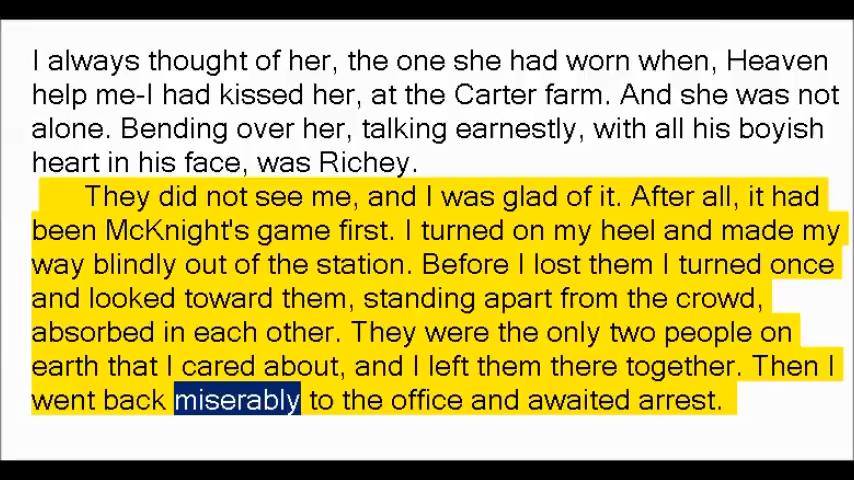 I always thought of her, the one she had worn when, Heaven
help me-I had kissed her, at the Carter farm. And she was not
alone. Bending over her, talking earnestly, with all his boyish
heart in his face, was Richey.
They did not see me, and I was glad of it. After all, it had
been McKnight's game first. I turned on my heel and made my
way blindly out of the station. Before I lost them I turned once
and looked toward them, standing apart from the crowd,
absorbed in each other. They were the only two people on
earth that I cared about, and I left them there together. Then I
went back miserably to the office and awaited arrest.